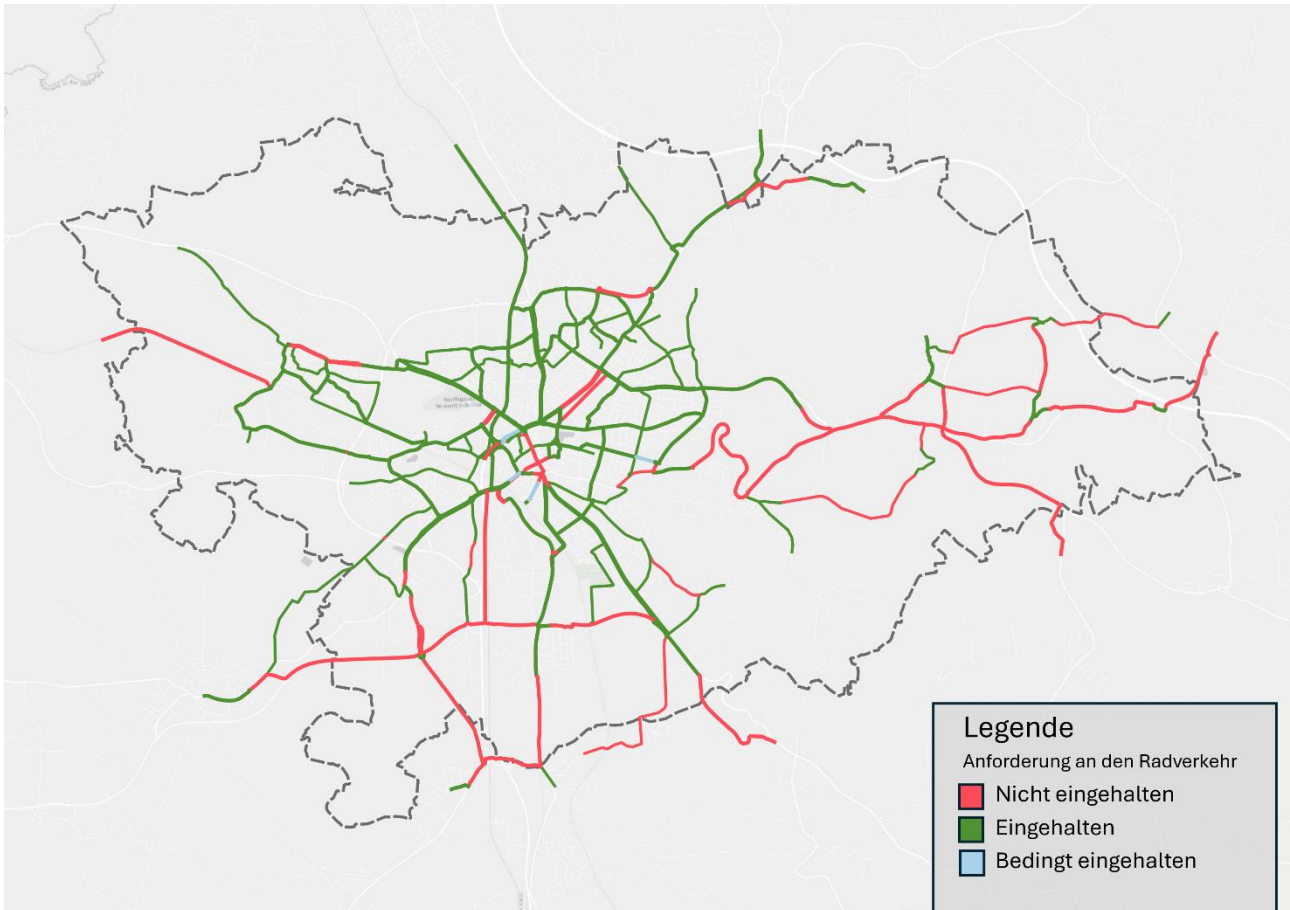 Legende
Anforderung an den Radverkehr
Nicht eingehalten
Eingehalten
Bedingt eingehalten